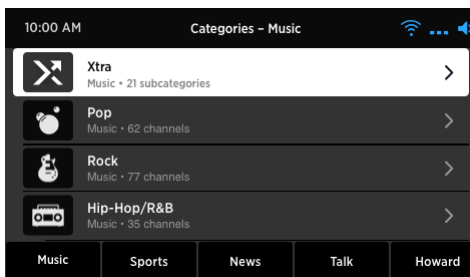 10:00 AM
Categories – Music
Xtra
Music • 21 subcategories
Pop
Music • 62 channels
Rock
Music • 77 channels
Hip-Hop/R&B
Music • 35 channels
Music
Sports
News
Talk
Howard